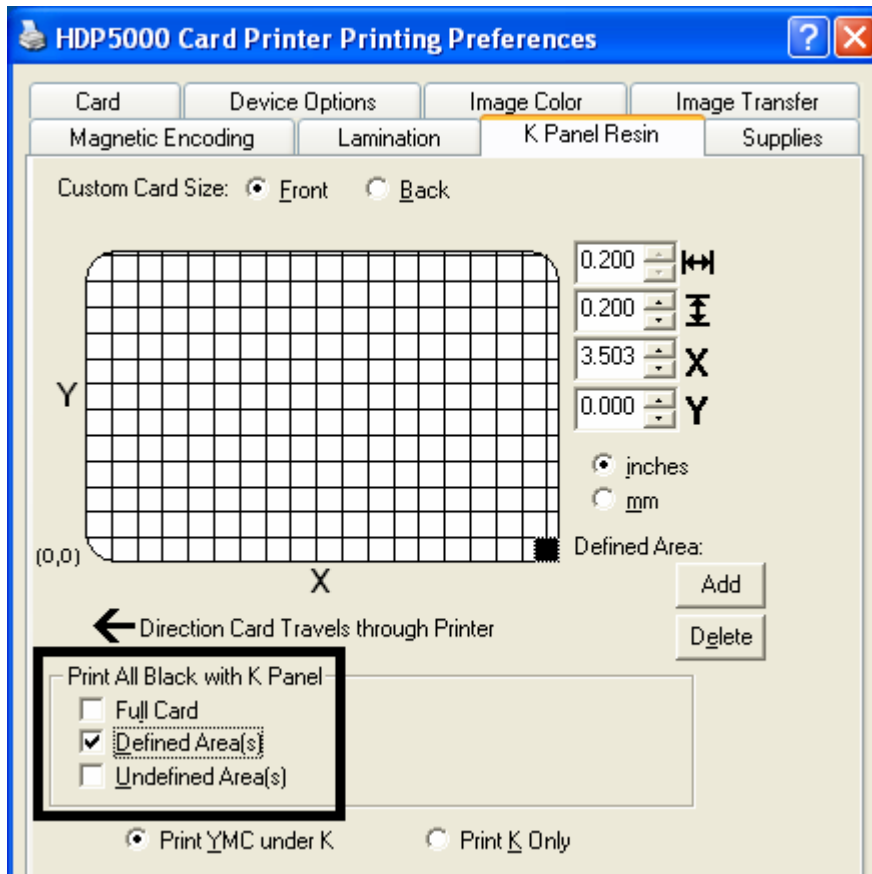 HDP5000 Card Printer Printing Preferences
Card Device Options Image Color Image Transfer
Magnetic Encoding Lamination K Panel Resin Supplies
Custom Card Size: Front Back
0.200
0.200
3.503 X
0.000 Y
Y
inches
mm
(0,0)
X
Defined Area:
Add
Direction Card Travels through Printer
Delete
Print All Black with K Panel
Full Card
Defined Area(s)
Undefined Area(s)
Print YMC under K Print K Only